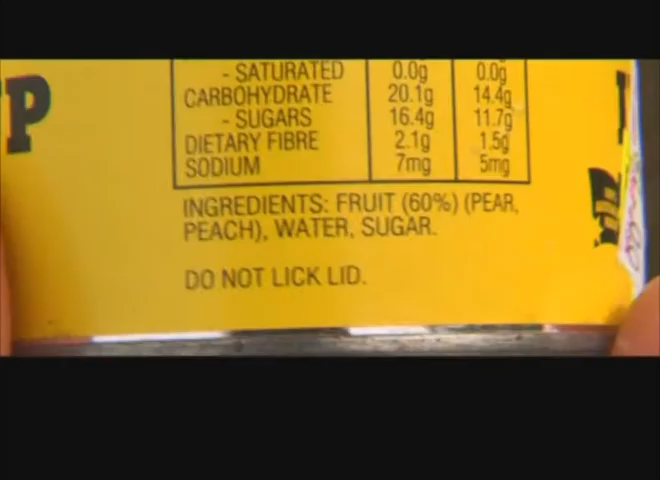 P
- SATURATED 0.0g 0.0g
CARBOHYDRATE 20.1g 14.4g
- SUGARS 16.4g 11.7g
DIETARY FIBRE 2.1g 1.5g
SODIUM 7mg 5mg
INGREDIENTS: FRUIT (60%) (PEAR,
PEACH), WATER, SUGAR.
DO NOT LICK LID.